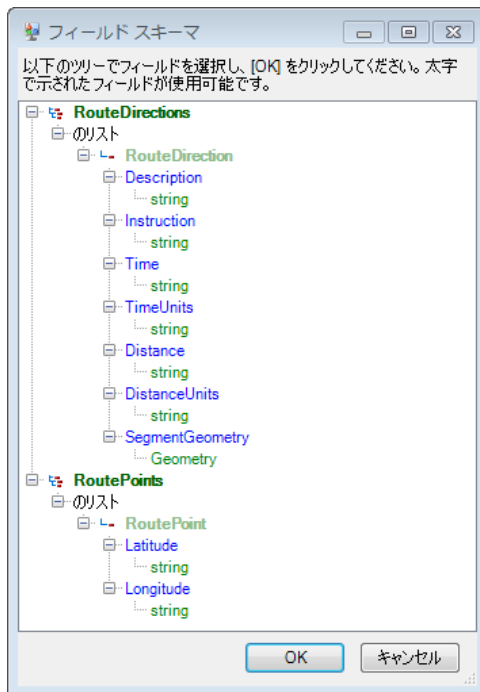 フィールド スキーマ
以下のツリーでフィールドを選択し、[OK] をクリックしてください。太字
で示されたフィールドが使用可能です。
RouteDirections
のリスト
RouteDirection
Description
string
Instruction
string
Time
string
TimeUnits
string
Distance
string
DistanceUnits
string
SegmentGeometry
Geometry
RoutePoints
のリスト
RoutePoint
Latitude
string
Longitude
string
OK キャンセル